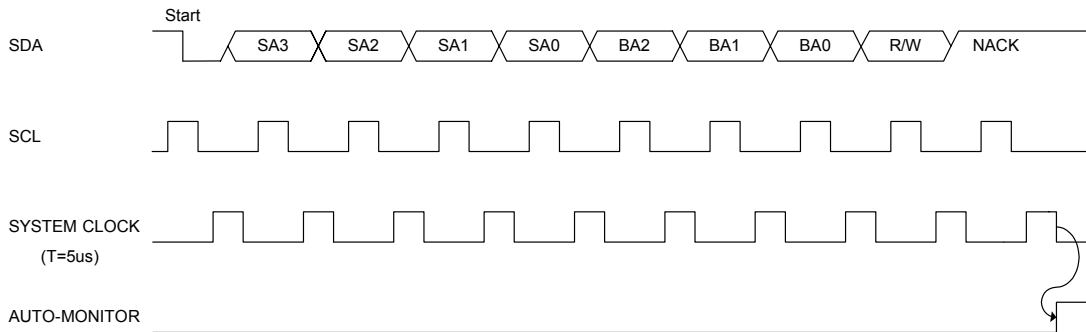 Start
SDA SA3 SA2 SA1 SA0 BA2 BA1 BA0 R/W NACK
SCL
SYSTEM CLOCK
(T=5us)
AUTO-MONITOR